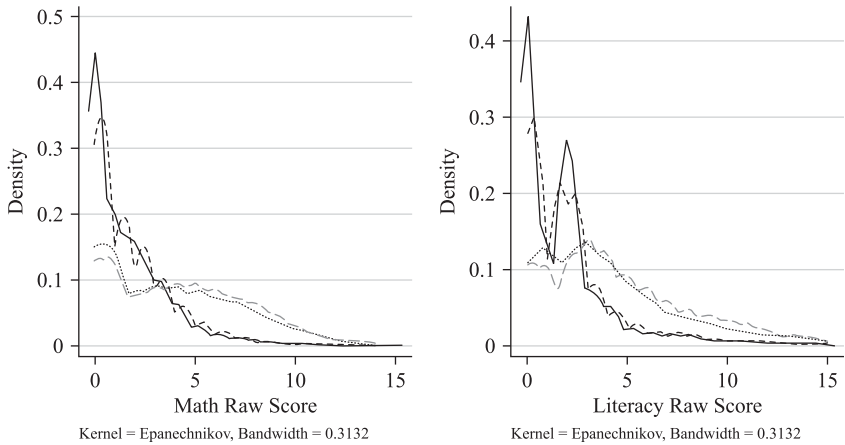 0.5
0.4
0.3
0.2
0.1
0
Density
0 5 10 15
Math Raw Score
Kernel = Epanechnikov, Bandwidth = 0.3132
0.4
0.3
0.2
0.1
0
Density
0 5 10 15
Literacy Raw Score
Kernel = Epanechnikov, Bandwidth = 0.3132